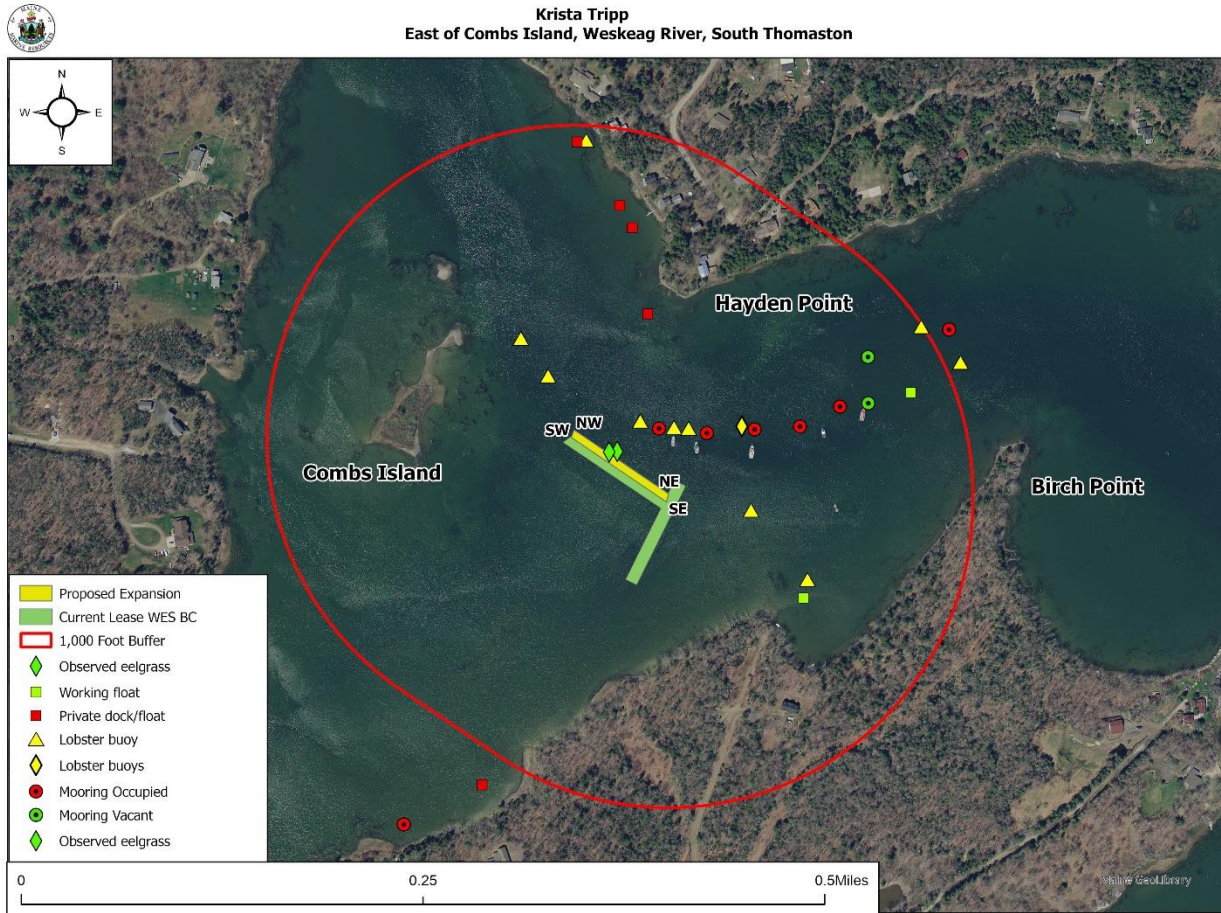 Krista Tripp
East of Combs Island, Weskeag River, South Thomaston
N
W E
S
Hayden Point
NW
SW
Combs Island
NE
SE
Birch Point
Proposed Expansion
Current Lease WES BC
1,000 Foot Buffer
Observed eelgrass
Working float
Private dock/float
Lobster buoy
Lobster buoys
Mooring Occupied
Mooring Vacant
Observed eelgrass
0 0.25 0.5Miles
Maine GeoLibrary